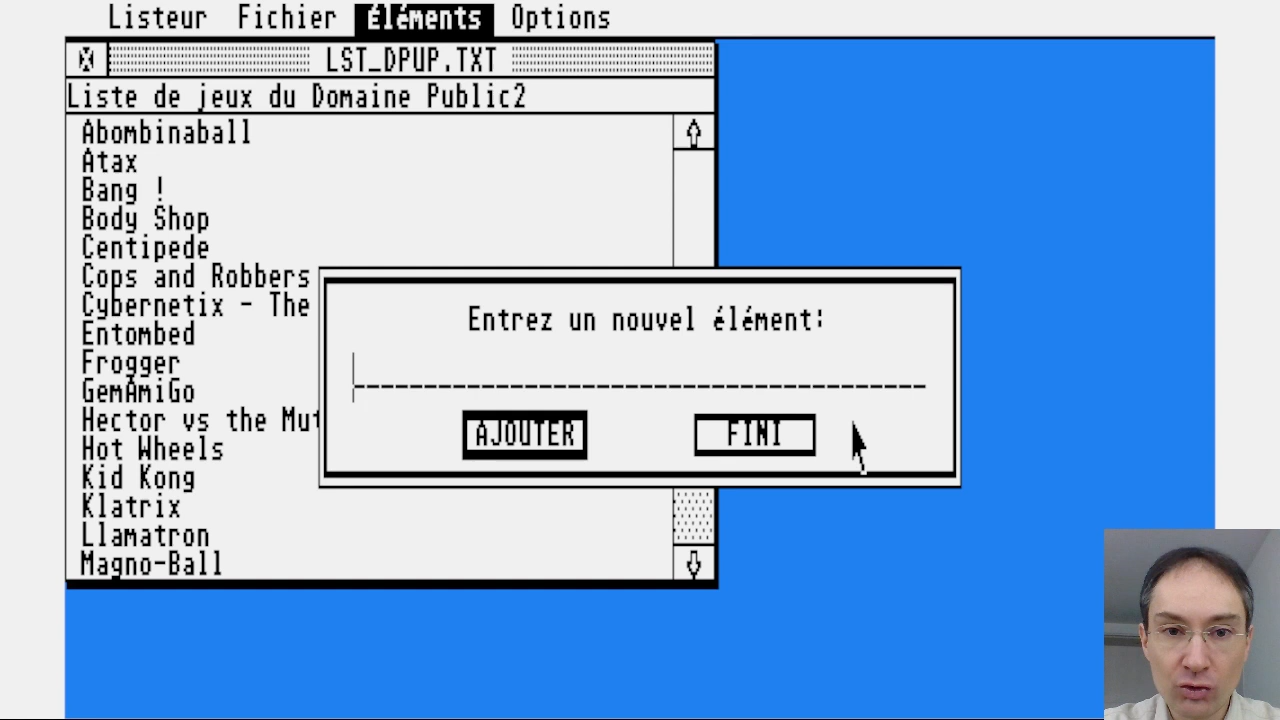 Listeur Fichier Éléments Options
LST_DPUP.TXT
Liste de jeux du Domaine Public2
Abombinaball
Atax
Bang !
Body Shop
Centipede
Cops and Robbers
Cybernetix - The
Entombed
Frogger
GemAmiGo
Hector vs the Mut
Hot Wheels
Kid Kong
Klatrix
Llamatron
Magno-Ball
Entrez un nouvel élément:
AJOUTER FINI